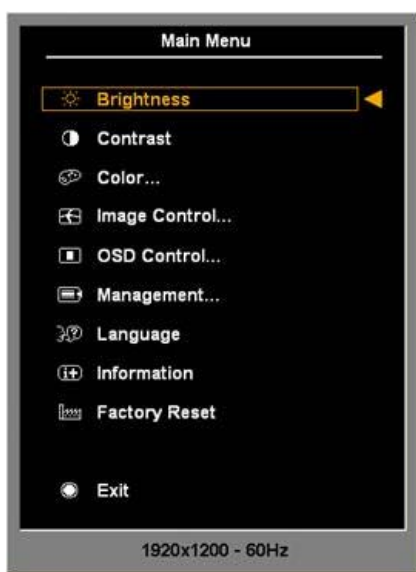 Main Menu
Brightness
Contrast
Color...
Image Control...
OSD Control...
Management...
Language
Information
Factory Reset
Exit
1920x1200 - 60Hz